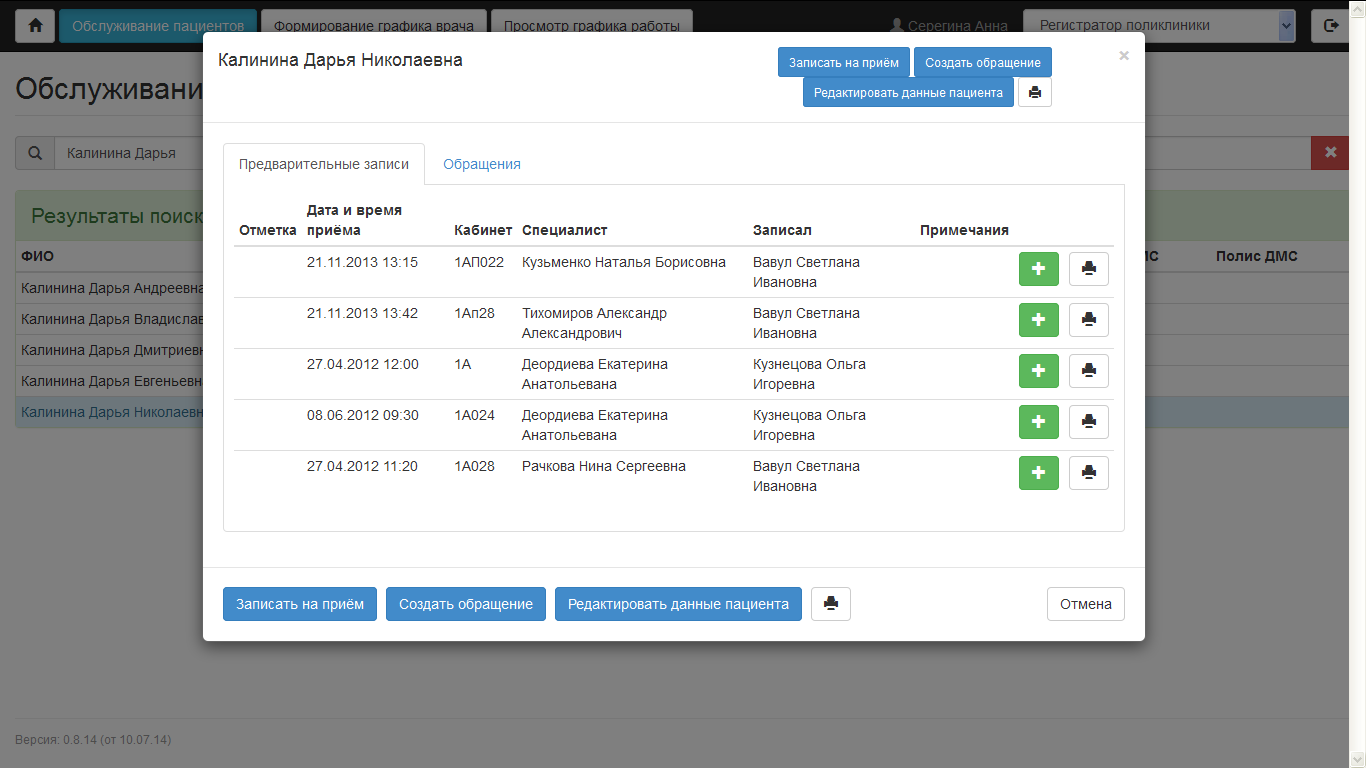 Обслуживание пациентов Формирование графика врача Просмотр графика работы Серегина Анна Регистратор поликлиники
Калинина Дарья Николаевна
Записать на приём Создать обращение
Редактировать данные пациента
×
Обслуживани
Калинина Дарья
Предварительные записи Обращения
Результаты поиск
Отметка Дата и время приёма Кабинет Специалист Записал Примечания
ФИО ИС Полис ДМС
21.11.2013 13:15 1АП022 Кузьменко Наталья Борисовна Вавул Светлана
Ивановна
Калинина Дарья Андреевна
21.11.2013 13:42 1Ап28 Тихомиров Александр Вавул Светлана
Александрович Ивановна
Калинина Дарья Владислав
27.04.2012 12:00 1А Деордиева Екатерина Кузнецова Ольга
Анатольевана Игоревна
Калинина Дарья Дмитриевн
08.06.2012 09:30 1А024 Деордиева Екатерина Кузнецова Ольга
Анатольевана Игоревна
Калинина Дарья Евгеньевн
27.04.2012 11:20 1А028 Рачкова Нина Сергеевна Вавул Светлана
Ивановна
Калинина Дарья Николаевн
Записать на приём Создать обращение Редактировать данные пациента Отмена
Версия: 0.8.14 (от 10.07.14)